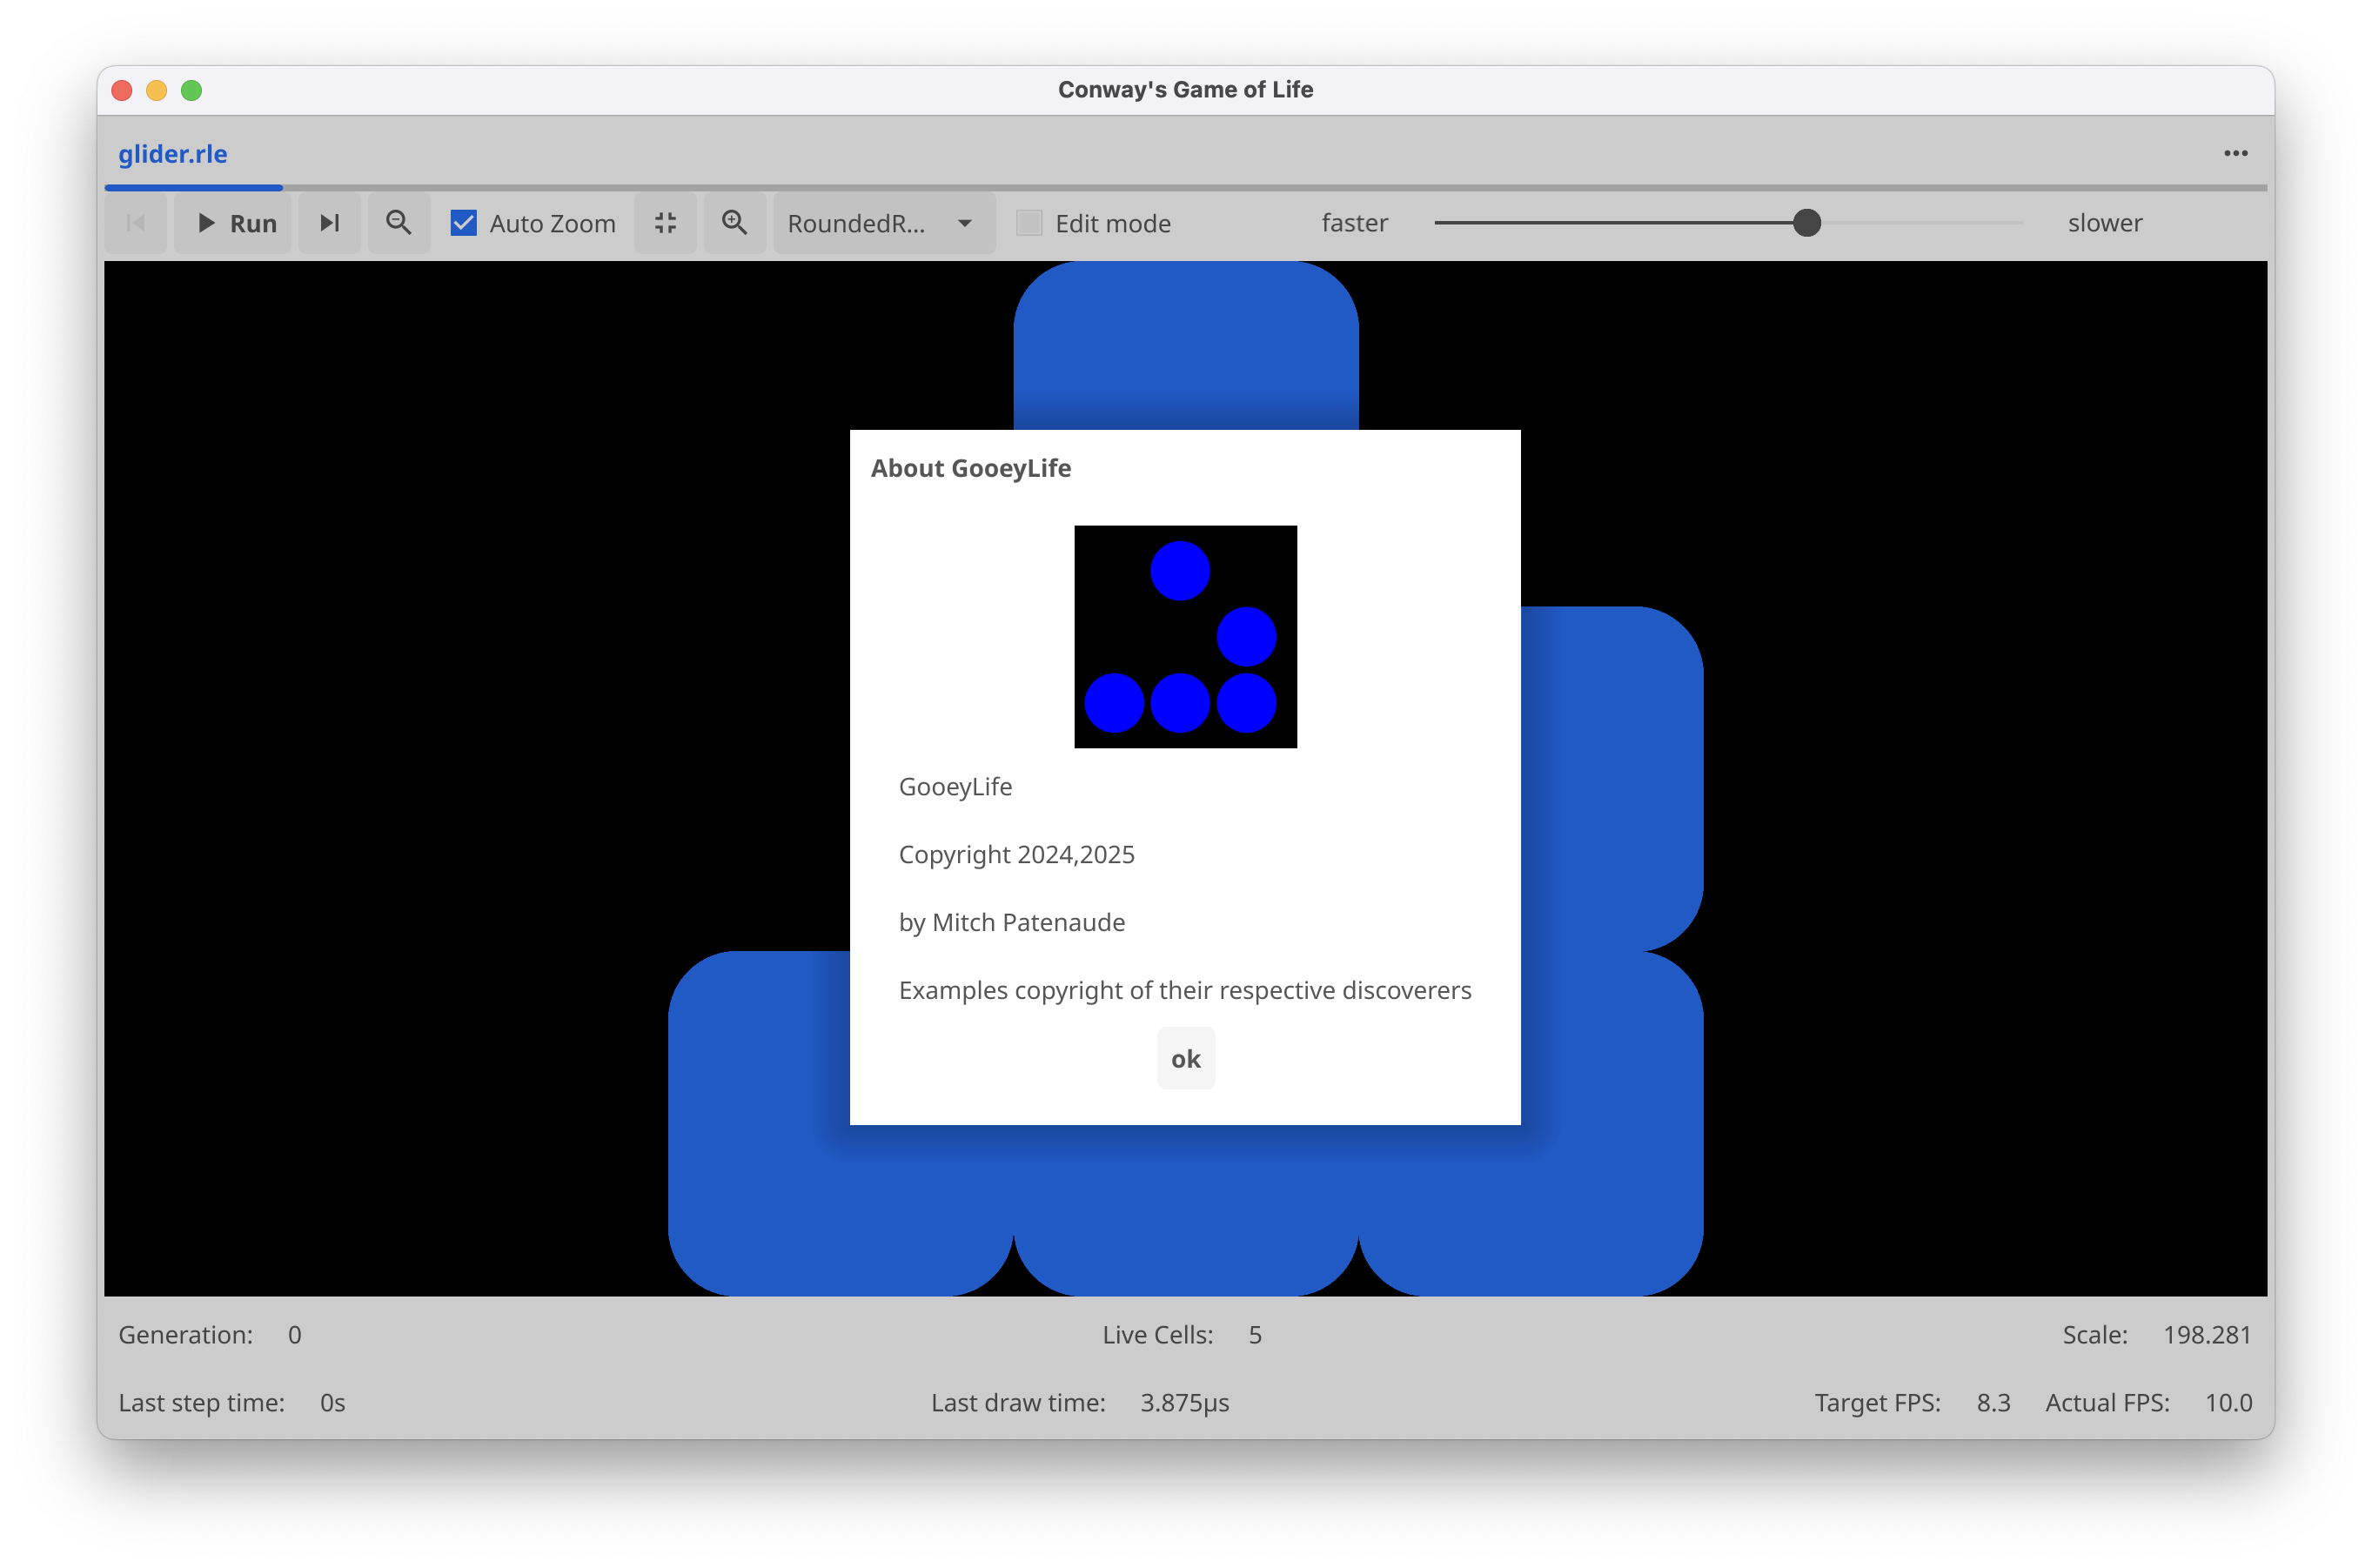 Conway's Game of Life
glider.rle
Run
Auto Zoom
RoundedR...
Edit mode
faster
slower
About GooeyLife
GooeyLife
Copyright 2024,2025
by Mitch Patenaude
Examples copyright of their respective discoverers
ok
Generation: 0
Live Cells: 5
Scale: 198.281
Last step time: 0s
Last draw time: 3.875µs
Target FPS: 8.3
Actual FPS: 10.0